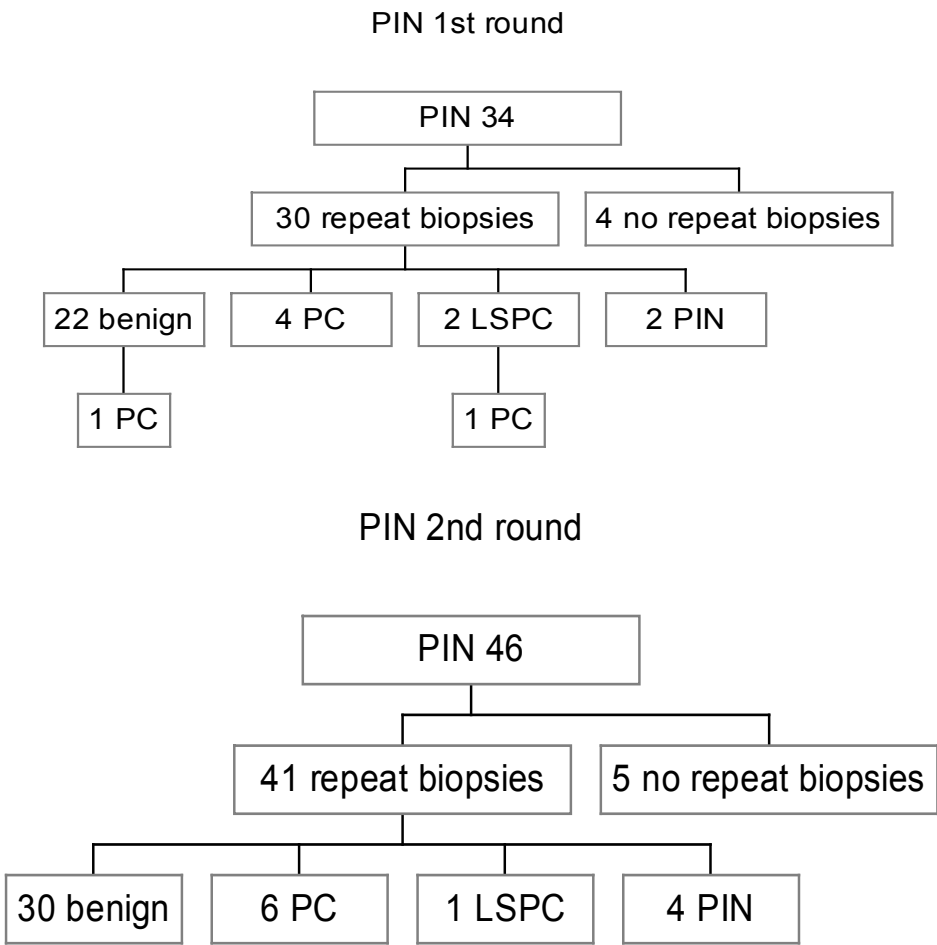 PIN 1st round
PIN 34
30 repeat biopsies
4 no repeat biopsies
22 benign
4 PC
2 LSPC
2 PIN
1 PC
1 PC
PIN 2nd round
PIN 46
41 repeat biopsies
5 no repeat biopsies
30 benign
6 PC
1 LSPC
4 PIN